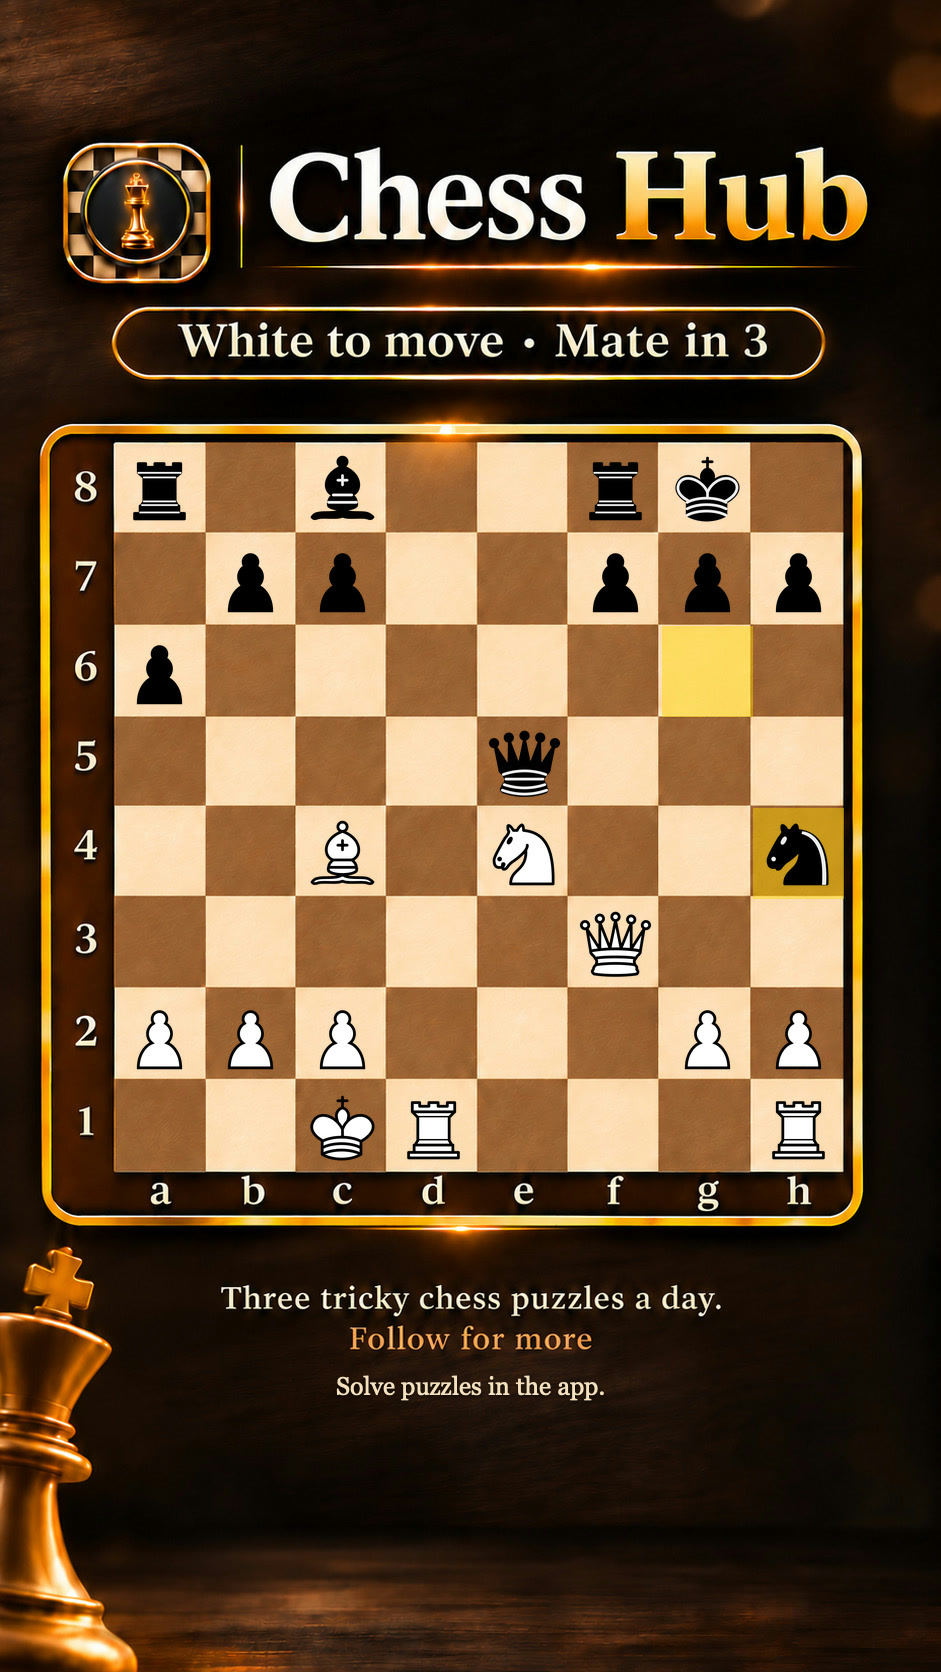 Chess Hub
White to move • Mate in 3
8
7
6
5
4
3
2
1
a b c d e f g h
Three tricky chess puzzles a day.
Follow for more
Solve puzzles in the app.